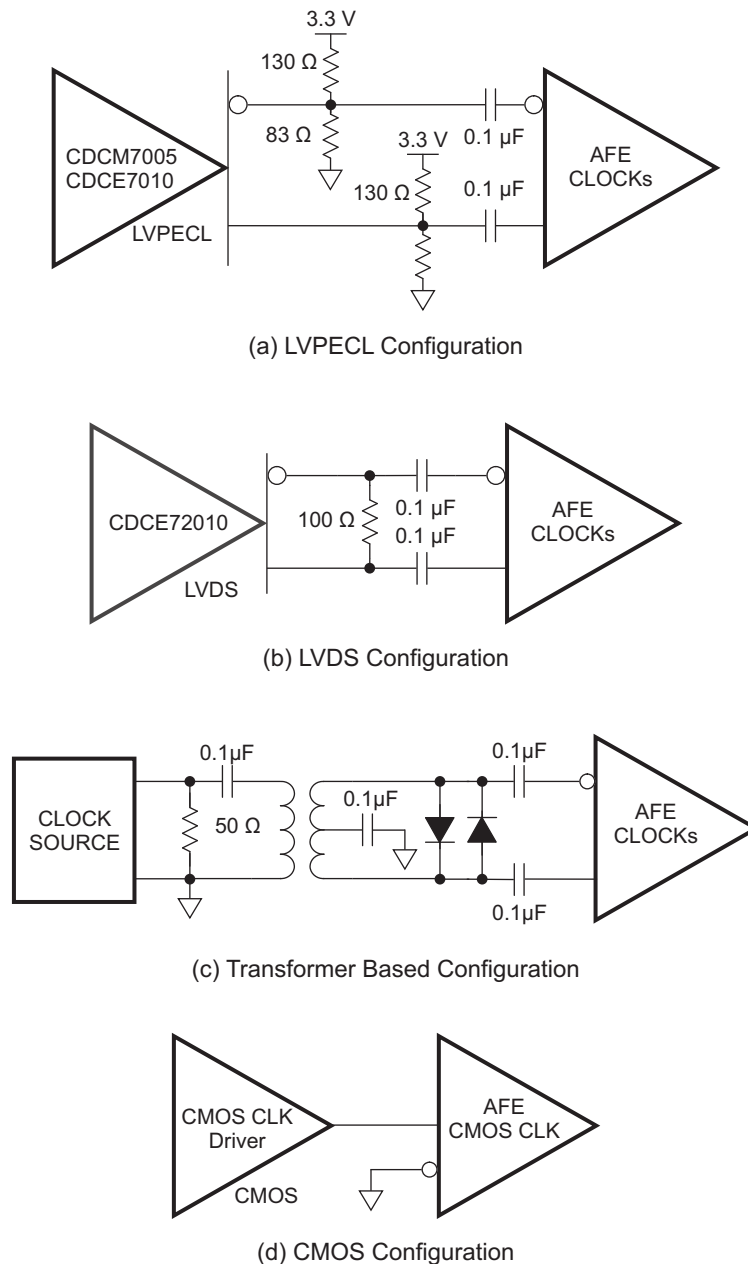 3.3 V
130 Ω
83 Ω
3.3 V
130 Ω
0.1 µF
0.1 µF
CDCM7005
CDCE7010
LVPECL
AFE
CLOCKs
(a) LVPECL Configuration
CDCE72010
LVDS
100 Ω
0.1 µF
0.1 µF
AFE
CLOCKs
(b) LVDS Configuration
CLOCK
SOURCE
0.1µF
50 Ω
0.1µF
0.1µF
0.1µF
AFE
CLOCKs
(c) Transformer Based Configuration
CMOS CLK
Driver
CMOS
AFE
CMOS CLK
(d) CMOS Configuration